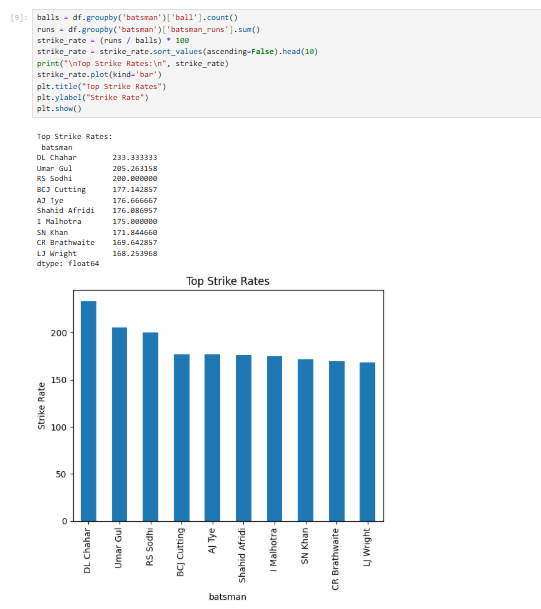 [9]: balls = df.groupby('batsman')['ball'].count()
runs = df.groupby('batsman')['batsman_runs'].sum()
strike_rate = (runs / balls) * 100
strike_rate = strike_rate.sort_values(ascending=False).head(10)
print("\nTop Strike Rates:\n", strike_rate)
strike_rate.plot(kind='bar')
plt.title("Top Strike Rates")
plt.ylabel("Strike Rate")
plt.show()
Top Strike Rates:
batsman
DL Chahar 233.333333
Umar Gul 205.263158
RS Sodhi 200.000000
BCJ Cutting 177.142857
AJ Tye 176.666667
Shahid Afridi 176.086957
I Malhotra 175.000000
SN Khan 171.844660
CR Brathwaite 169.642857
LJ Wright 168.253968
dtype: float64
Top Strike Rates
Strike Rate
200
150
100
50
0
DL Chahar
Umar Gul
RS Sodhi
BCJ Cutting
AJ Tye
Shahid Afridi
I Malhotra
SN Khan
CR Brathwaite
LJ Wright
batsman